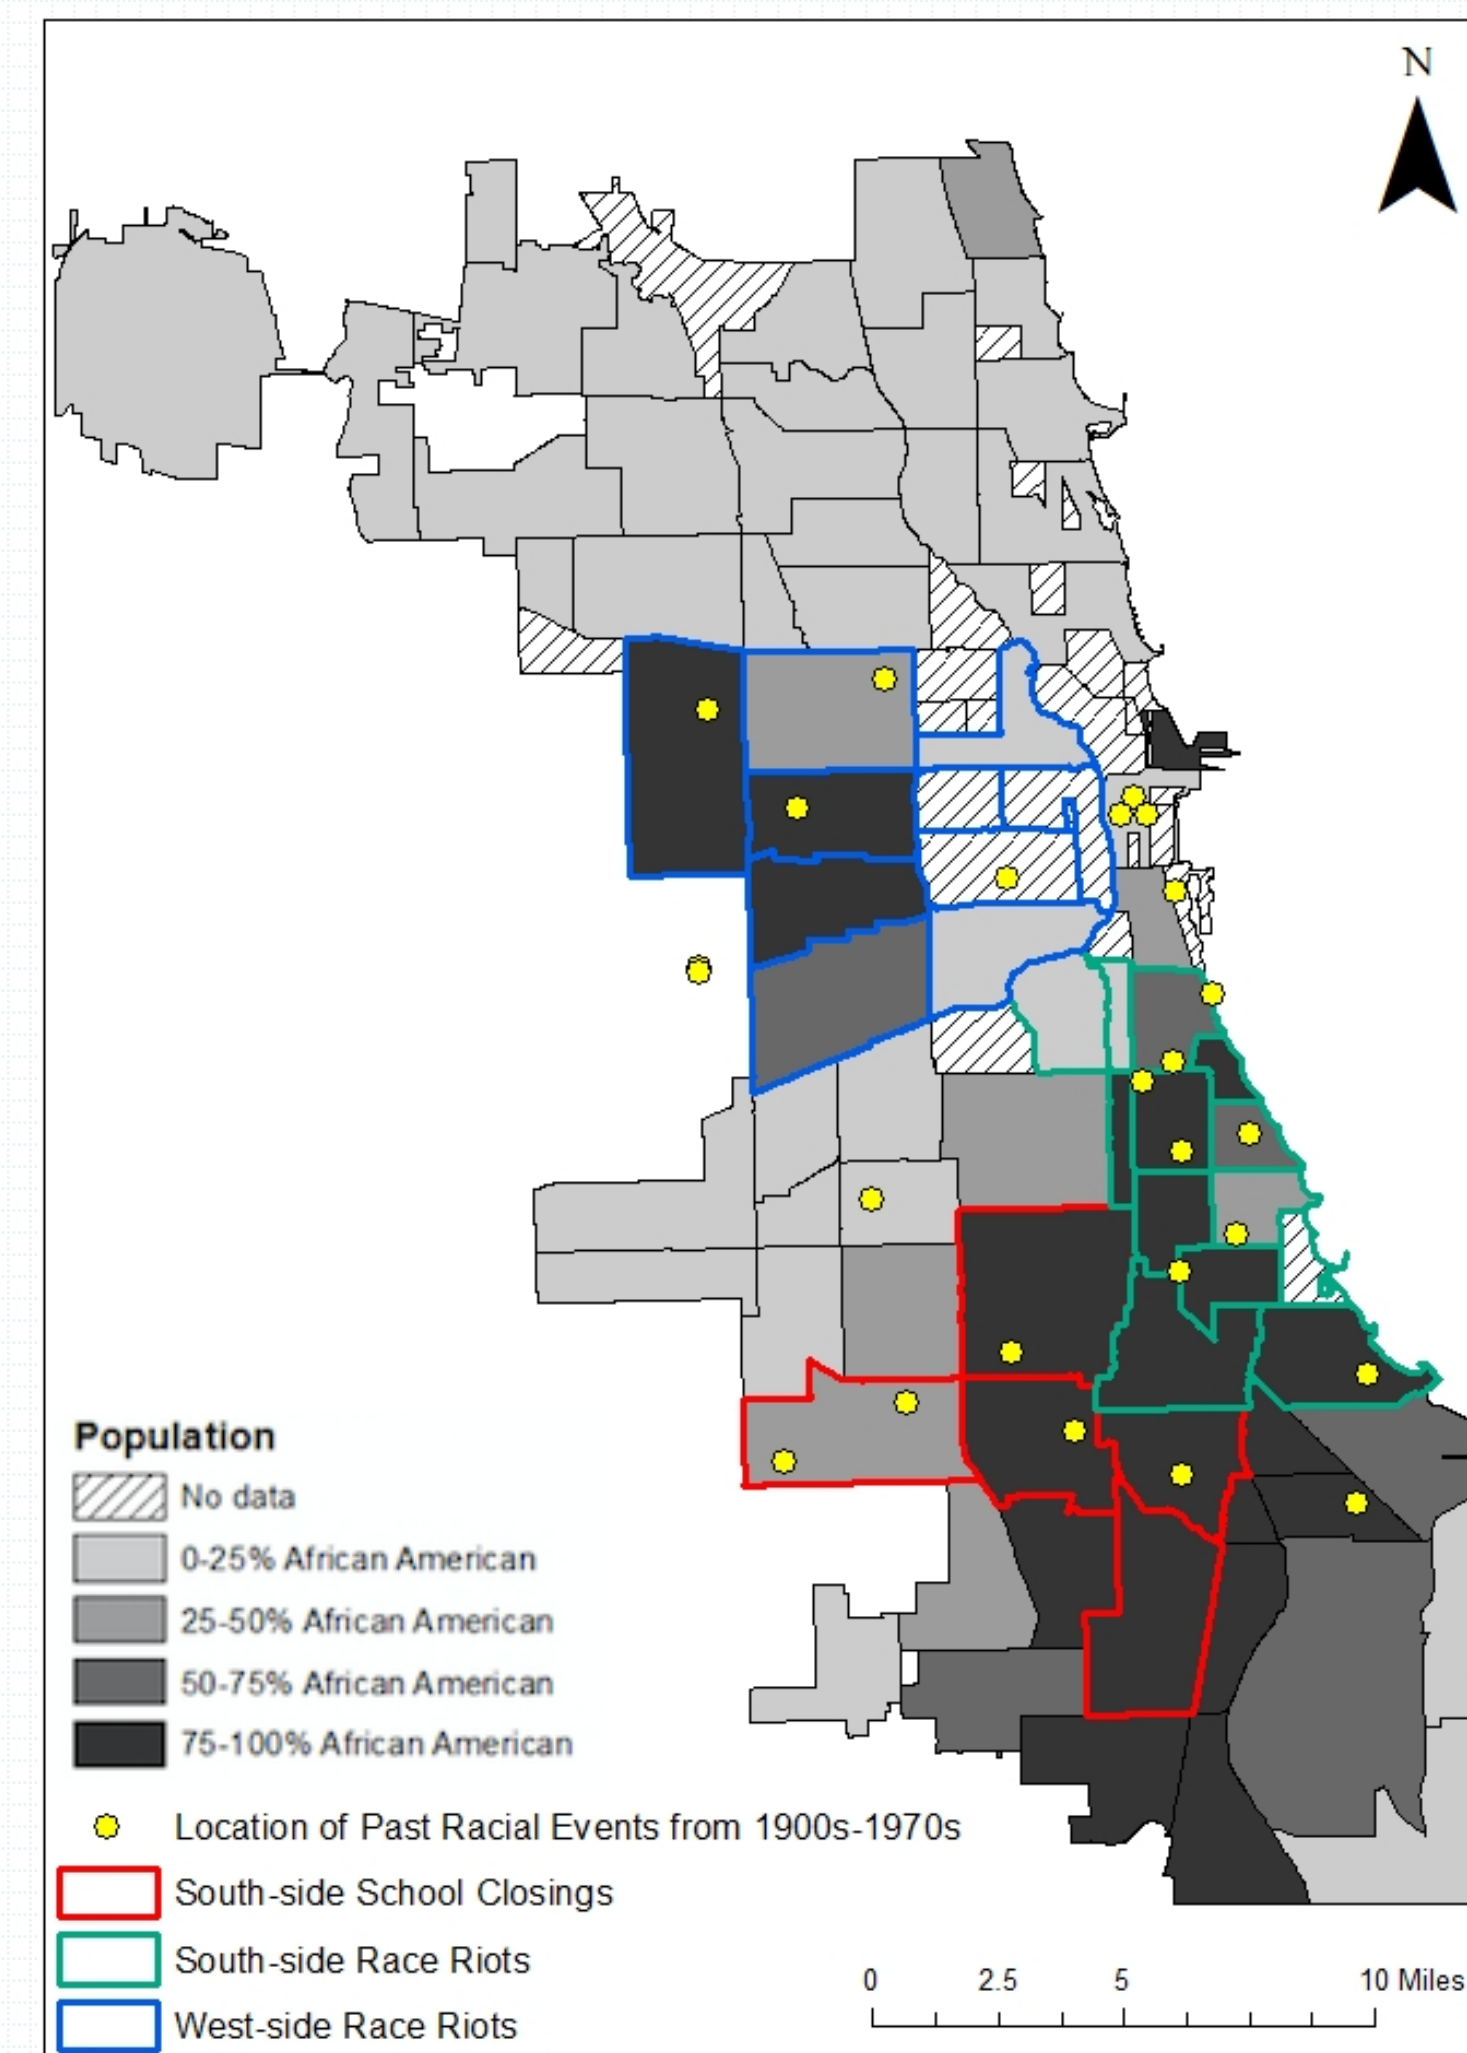 N
Population
No data
0-25% African American
25-50% African American
50-75% African American
75-100% African American
Location of Past Racial Events from 1900s-1970s
South-side School Closings
South-side Race Riots
West-side Race Riots
0 2.5 5 10 Miles